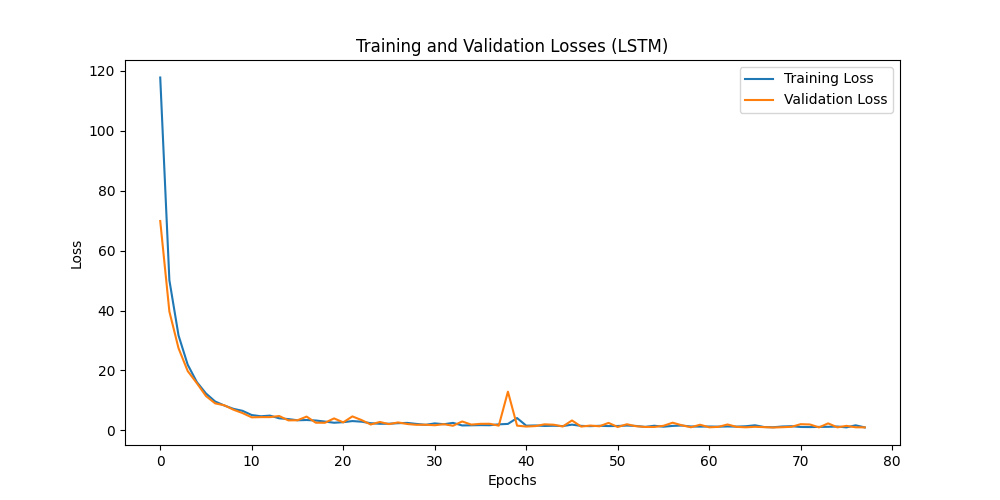 Training and Validation Losses (LSTM)
Training Loss
Validation Loss
120
100
80
60
40
20
0
Loss
0 10 20 30 40 50 60 70 80
Epochs